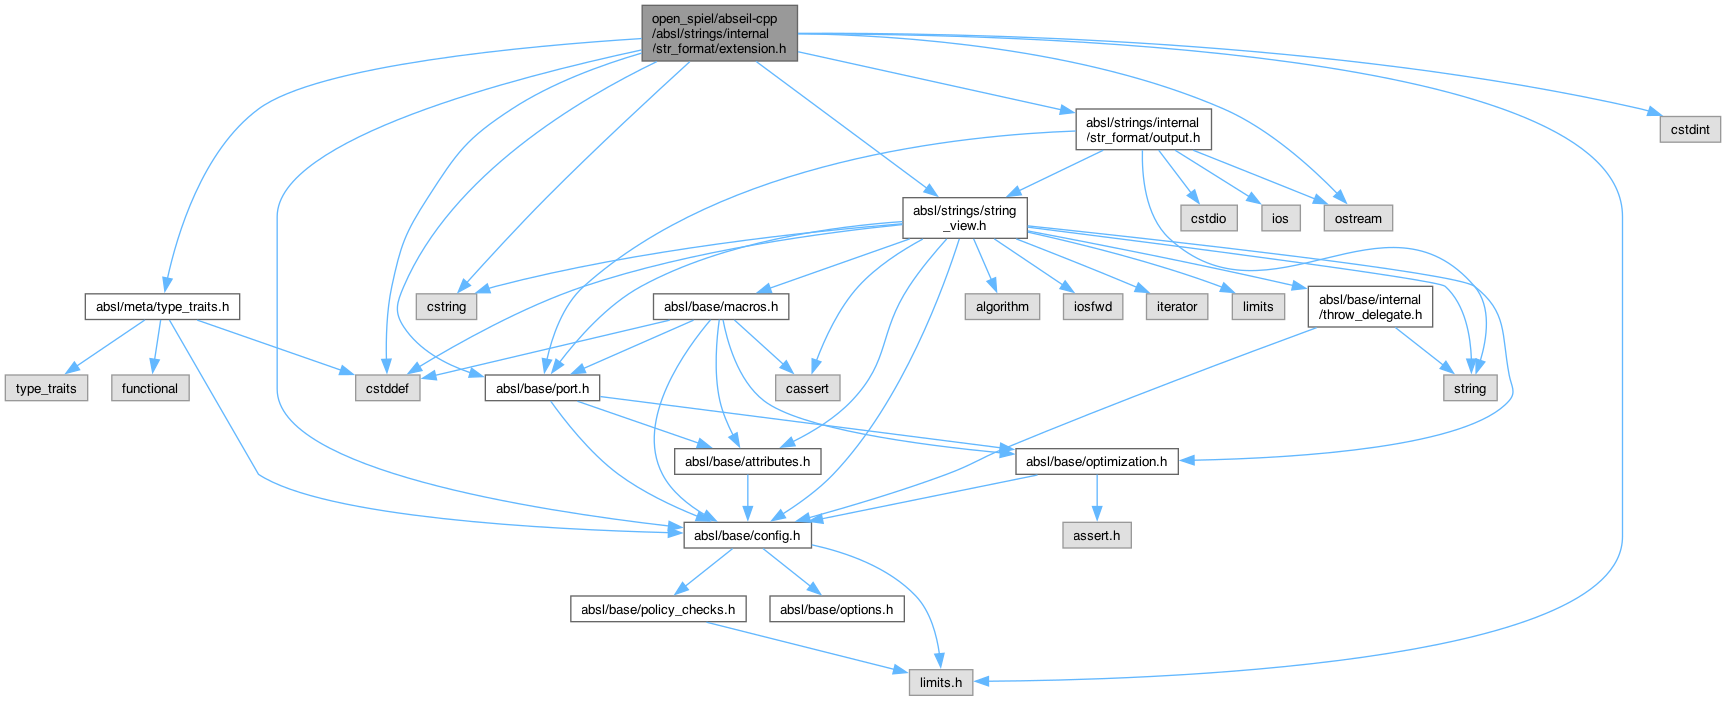 open_spiel/abseil-cpp
/absl/strings/internal
/str_format/extension.h
absl/strings/internal
/str_format/output.h
cstdint
absl/strings/string
_view.h
cstdio
ios
ostream
absl/meta/type_traits.h
cstring
absl/base/macros.h
algorithm
iosfwd
iterator
limits
absl/base/internal
/throw_delegate.h
type_traits
functional
cstddef
absl/base/port.h
cassert
string
absl/base/attributes.h
absl/base/optimization.h
absl/base/config.h
assert.h
absl/base/policy_checks.h
absl/base/options.h
limits.h